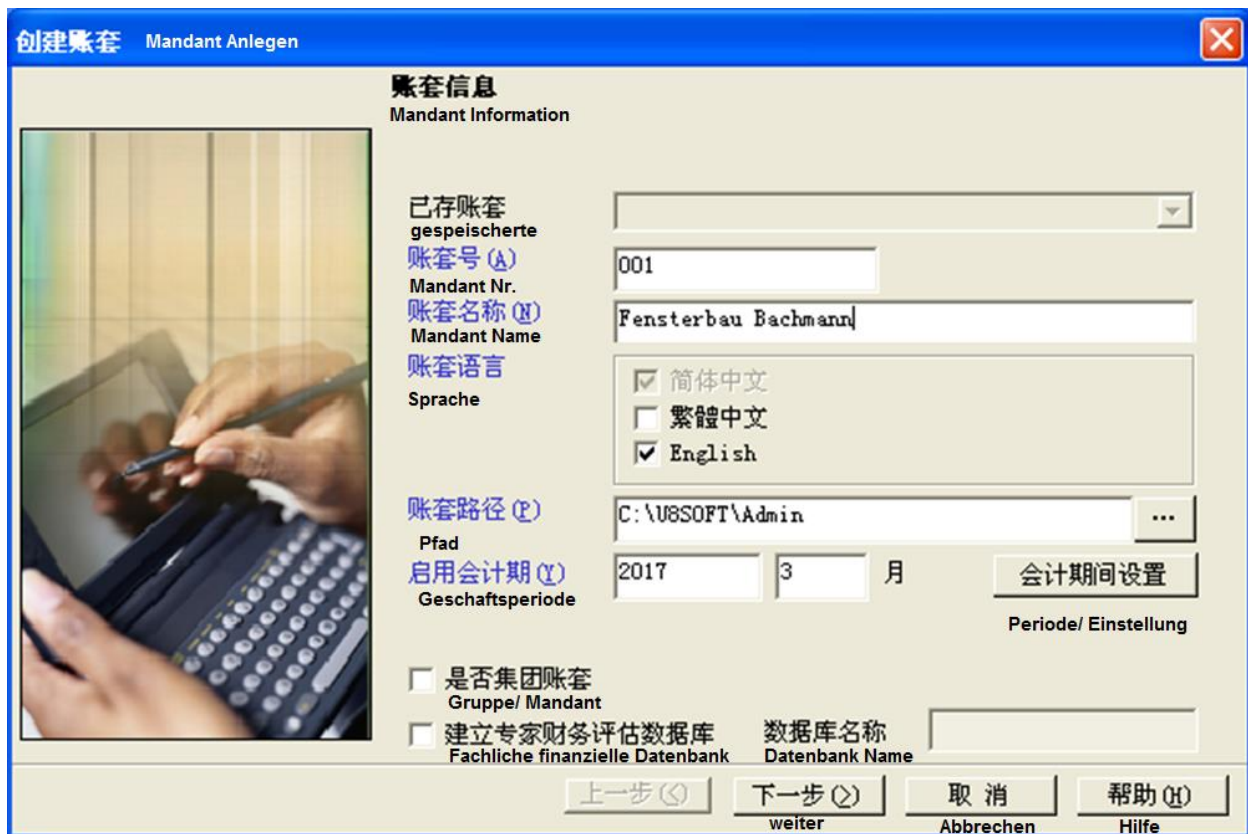 创建账套 Mandant Anlegen
账套信息
Mandant Information
已存账套
gespeischerte
账套号(A)
001
Mandant Nr.
账套名称(N)
Fensterbau Bachmann
Mandant Name
账套语言
Sprache
简体中文
繁體中文
English
账套路径(P)
C:\U8SOFT\Admin
...
Pfad
启用会计期(Y)
2017
3
月
会计期间设置
Geschaftsperiode
Periode/ Einstellung
是否集团账套
Gruppe/ Mandant
建立专家财务评估数据库
数据库名称
Fachliche finanzielle Datenbank
Datenbank Name
上一步(<)
下一步(>)
取 消
帮助(H)
weiter
Abbrechen
Hilfe